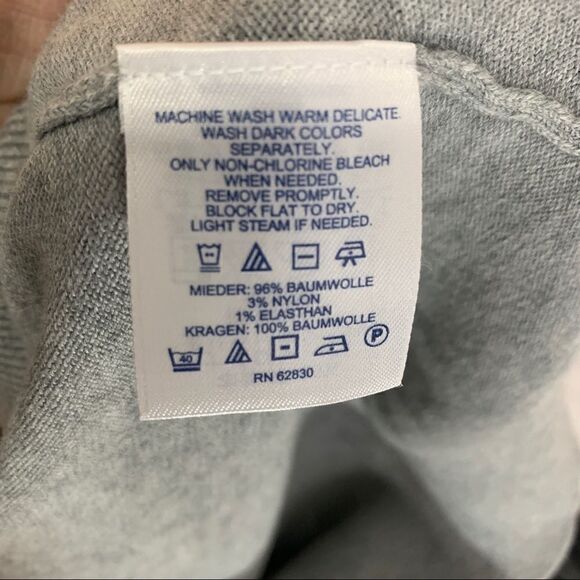 MACHINE WASH WARM DELICATE.
WASH DARK COLORS
SEPARATELY.
ONLY NON-CHLORINE BLEACH
WHEN NEEDED.
REMOVE PROMPTLY.
BLOCK FLAT TO DRY.
LIGHT STEAM IF NEEDED.
MIEDER: 96% BAUMWOLLE
3% NYLON
1% ELASTHAN
KRAGEN: 100% BAUMWOLLE
40 P
RN 62830